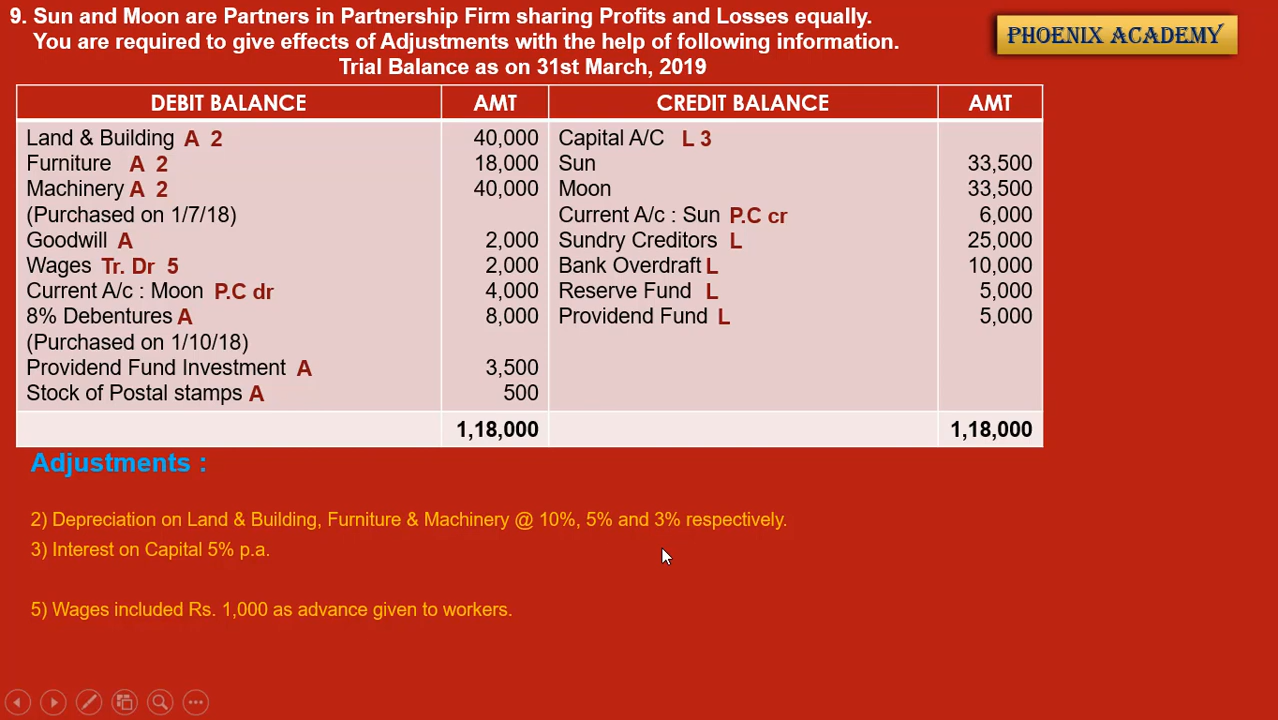 9. Sun and Moon are Partners in Partnership Firm sharing Profits and Losses equally.
You are required to give effects of Adjustments with the help of following information.
Trial Balance as on 31st March, 2019
PHOENIX ACADEMY
DEBIT BALANCE AMT CREDIT BALANCE AMT
Land & Building A 2 40,000 Capital A/C L 3
Furniture A 2 18,000 Sun 33,500
Machinery A 2 40,000 Moon 33,500
(Purchased on 1/7/18) Current A/c : Sun P.C cr 6,000
Goodwill A 2,000 Sundry Creditors L 25,000
Wages Tr. Dr 5 2,000 Bank Overdraft L 10,000
Current A/c : Moon P.C dr 4,000 Reserve Fund L 5,000
8% Debentures A 8,000 Providend Fund L 5,000
(Purchased on 1/10/18)
Providend Fund Investment A 3,500
Stock of Postal stamps A 500
1,18,000 1,18,000
Adjustments :
2) Depreciation on Land & Building, Furniture & Machinery @ 10%, 5% and 3% respectively.
3) Interest on Capital 5% p.a.
5) Wages included Rs. 1,000 as advance given to workers.